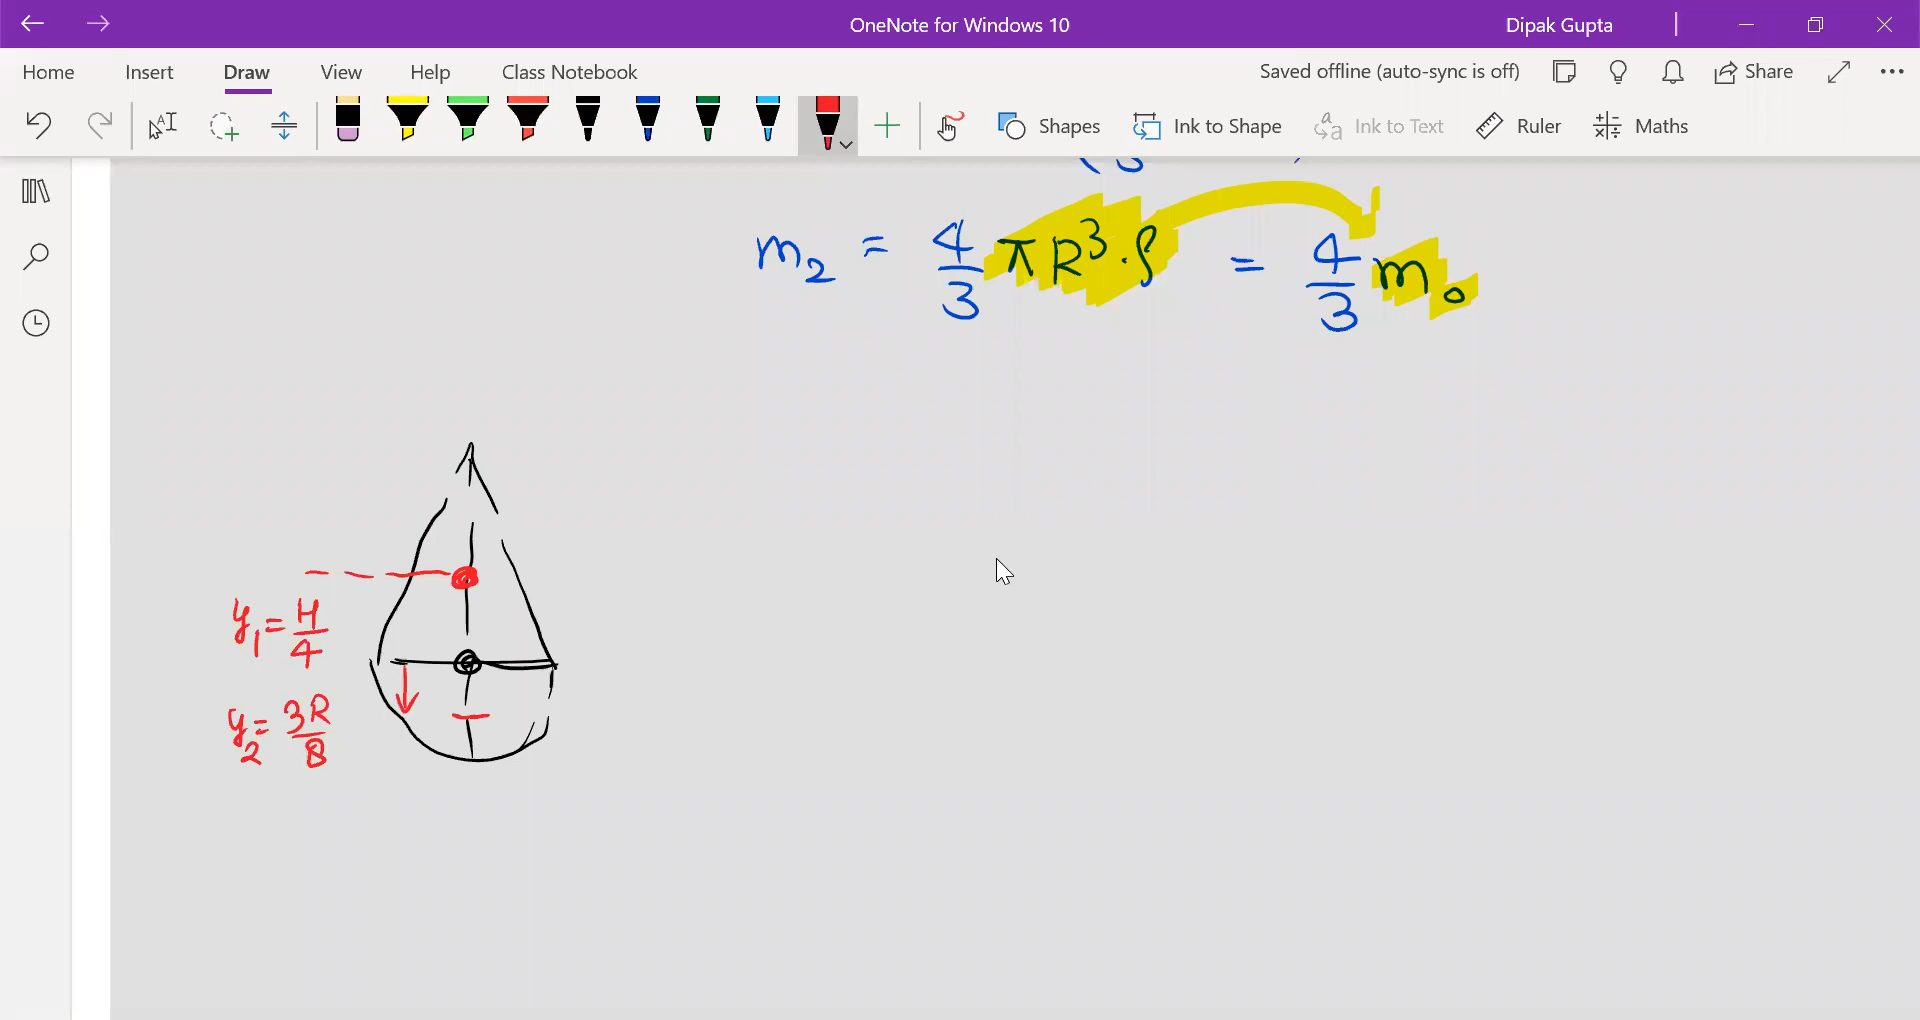 OneNote for Windows 10
Dipak Gupta
Home Insert Draw View Help Class Notebook
Saved offline (auto-sync is off) Share
Shapes Ink to Shape Ink to Text Ruler Maths
m₂ = 4/3 πR³·ρ = 4/3 m₀
y₁ = H/4
y₂ = 3R/8